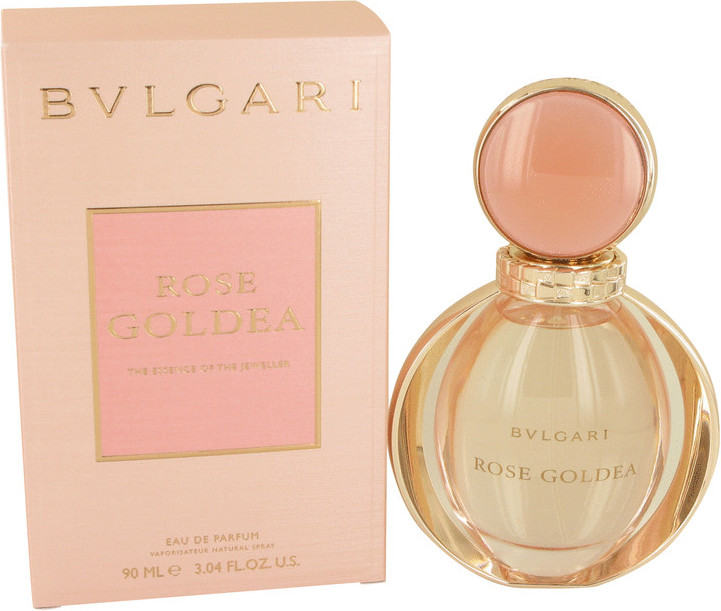 BVLGARI
ROSE
GOLDEA
THE ESSENCE OF THE JEWELLER
EAU DE PARFUM
VAPORISATEUR NATURAL SPRAY
90 ML ℮ 3.04 FL.OZ. U.S.
BVLGARI
ROSE GOLDEA